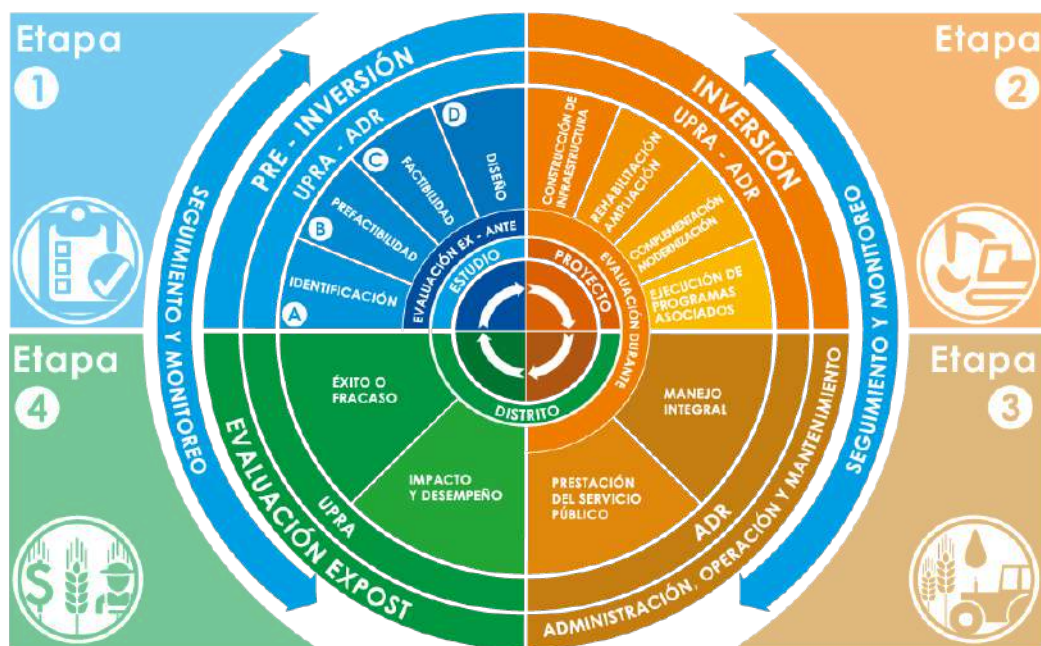 Etapa
1
SEGUIMIENTO Y MONITOREO
PRE - INVERSIÓN
UPRA - ADR
A
IDENTIFICACIÓN
B
PREFACTIBILIDAD
C
FACTIBILIDAD
D
DISEÑO
EVALUACIÓN EX - ANTE
ESTUDIO
Etapa
2
INVERSIÓN
UPRA - ADR
CONSTRUCCIÓN DE
INFRAESTRUCTURA
REHABILITACIÓN
AMPLIACIÓN
COMPLEMENTACIÓN
MODERNIZACIÓN
EJECUCIÓN DE
PROGRAMAS
ASOCIADOS
EVALUACIÓN DURANTE
PROYECTO
SEGUIMIENTO Y MONITOREO
Etapa
3
ADMINISTRACIÓN, OPERACIÓN Y MANTENIMIENTO
ADR
MANEJO
INTEGRAL
PRESTACIÓN
DEL SERVICIO
PÚBLICO
DISTRITO
Etapa
4
EVALUACIÓN EXPOST
UPRA
ÉXITO O
FRACASO
IMPACTO
Y DESEMPEÑO
$